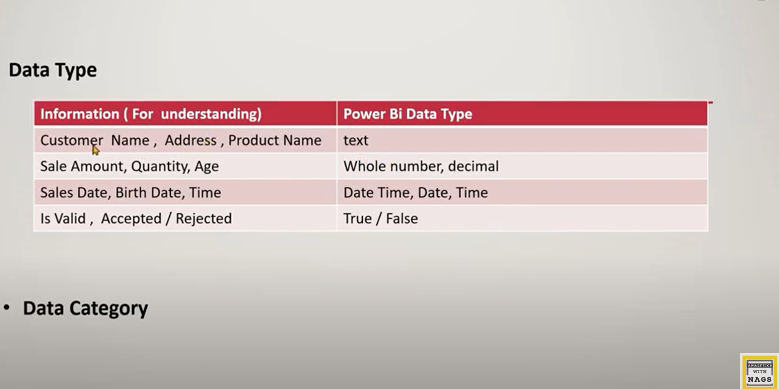 Data Type
Information ( For understanding) Power Bi Data Type
Customer Name , Address , Product Name text
Sale Amount, Quantity, Age Whole number, decimal
Sales Date, Birth Date, Time Date Time, Date, Time
Is Valid , Accepted / Rejected True / False
• Data Category
WITH
NAGS